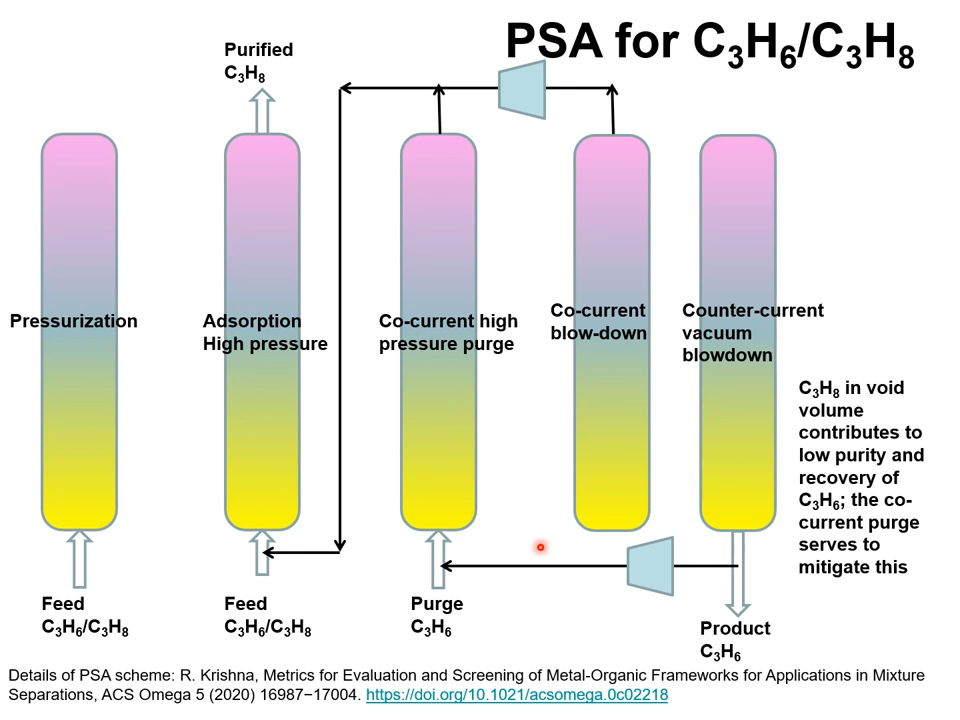 PSA for C₃H₆/C₃H₈
Purified
C₃H₈
Pressurization
Adsorption
High pressure
Co-current high
pressure purge
Co-current
blow-down
Counter-current
vacuum
blowdown
C₃H₈ in void
volume
contributes to
low purity and
recovery of
C₃H₆; the co-
current purge
serves to
mitigate this
Feed
C₃H₆/C₃H₈
Feed
C₃H₆/C₃H₈
Purge
C₃H₆
Product
C₃H₆
Details of PSA scheme: R. Krishna, Metrics for Evaluation and Screening of Metal-Organic Frameworks for Applications in Mixture
Separations, ACS Omega 5 (2020) 16987−17004. https://doi.org/10.1021/acsomega.0c02218